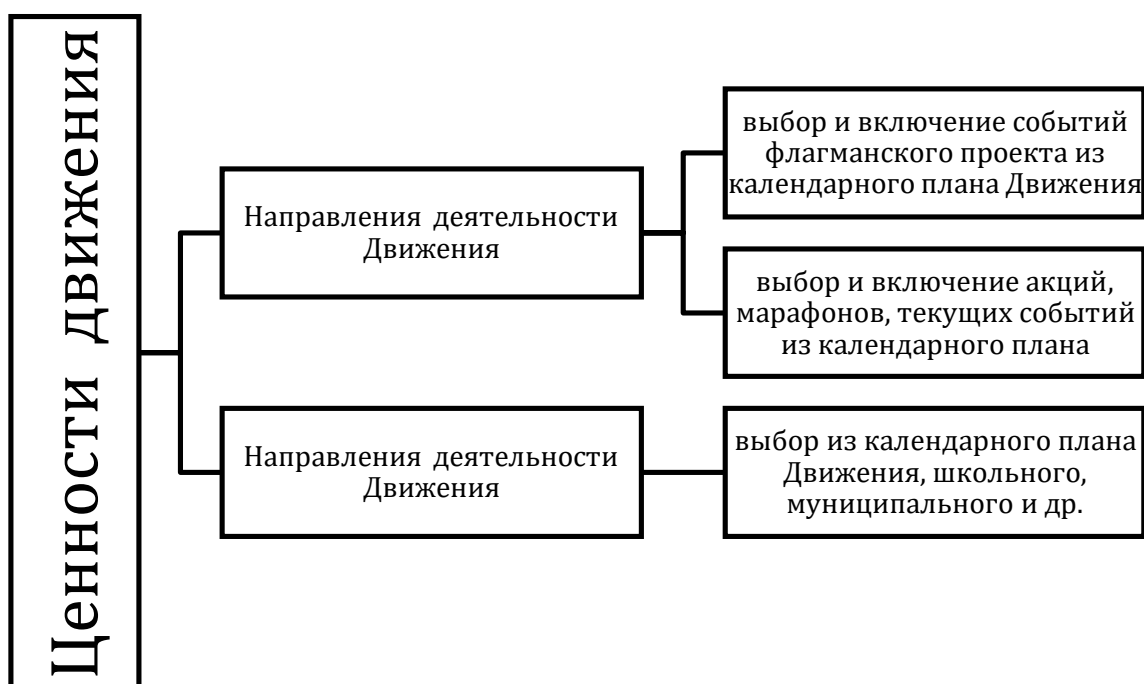 Ценности движения
Направления деятельности
Движения
выбор и включение событий
флагманского проекта из
календарного плана Движения
выбор и включение акций,
марафонов, текущих событий
из календарного плана
Направления деятельности
Движения
выбор из календарного плана
Движения, школьного,
муниципального и др.